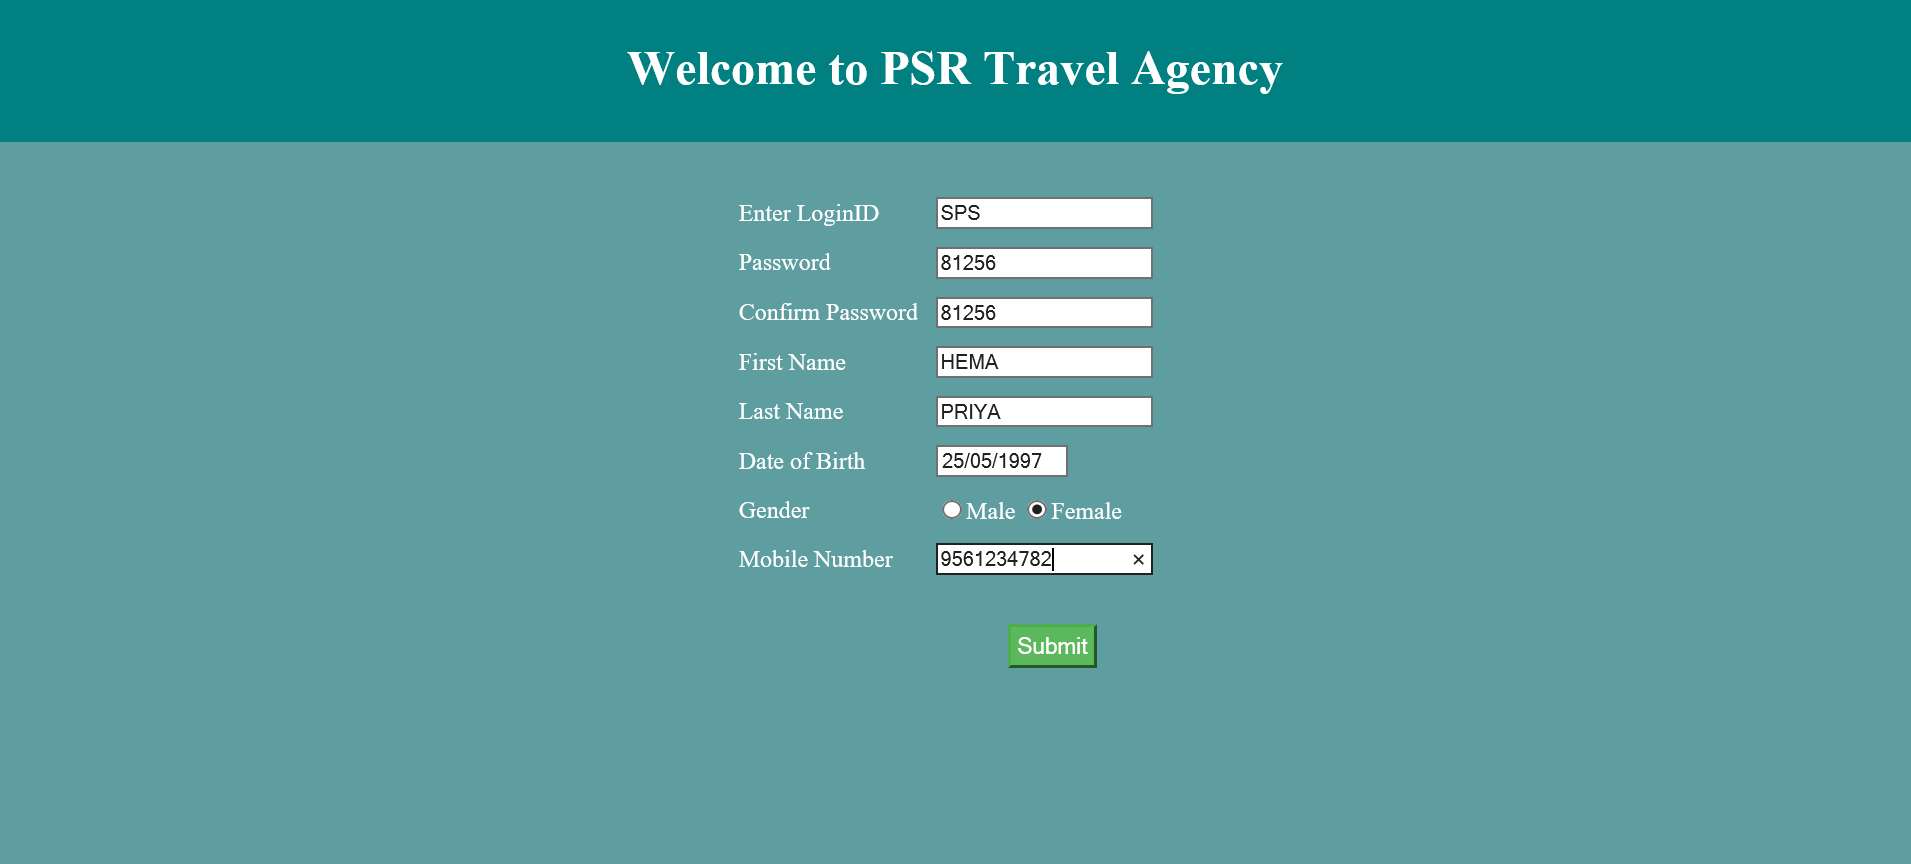 Welcome to PSR Travel Agency
Enter LoginID SPS
Password 81256
Confirm Password 81256
First Name HEMA
Last Name PRIYA
Date of Birth 25/05/1997
Gender Male Female
Mobile Number 9561234782 ×
Submit